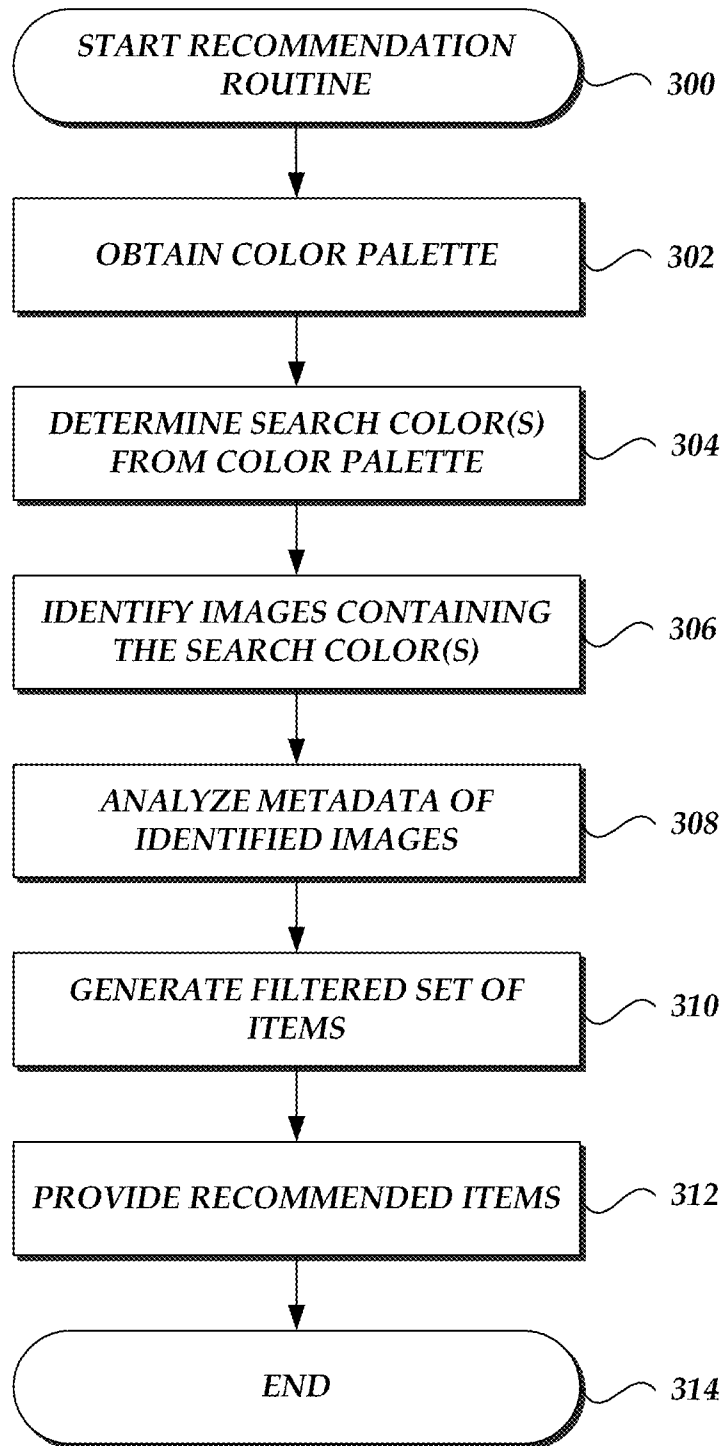 START RECOMMENDATION
ROUTINE
300
OBTAIN COLOR PALETTE
302
DETERMINE SEARCH COLOR(S)
FROM COLOR PALETTE
304
IDENTIFY IMAGES CONTAINING
THE SEARCH COLOR(S)
306
ANALYZE METADATA OF
IDENTIFIED IMAGES
308
GENERATE FILTERED SET OF
ITEMS
310
PROVIDE RECOMMENDED ITEMS
312
END
314